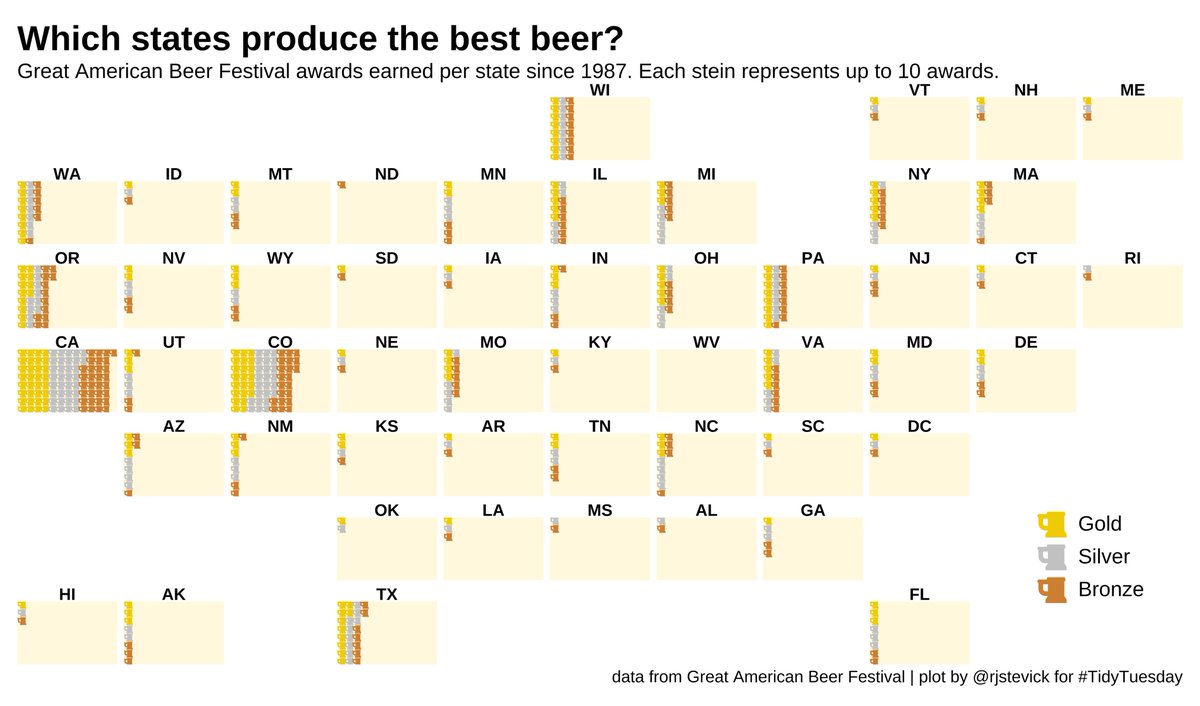 Which states produce the best beer?
Great American Beer Festival awards earned per state since 1987. Each stein represents up to 10 awards.
WI VT NH ME
WA ID MT ND MN IL MI NY MA
OR NV WY SD IA IN OH PA NJ CT RI
CA UT CO NE MO KY WV VA MD DE
AZ NM KS AR TN NC SC DC
OK LA MS AL GA
Gold
Silver
Bronze
HI AK TX FL
data from Great American Beer Festival | plot by @rjstevick for #TidyTuesday